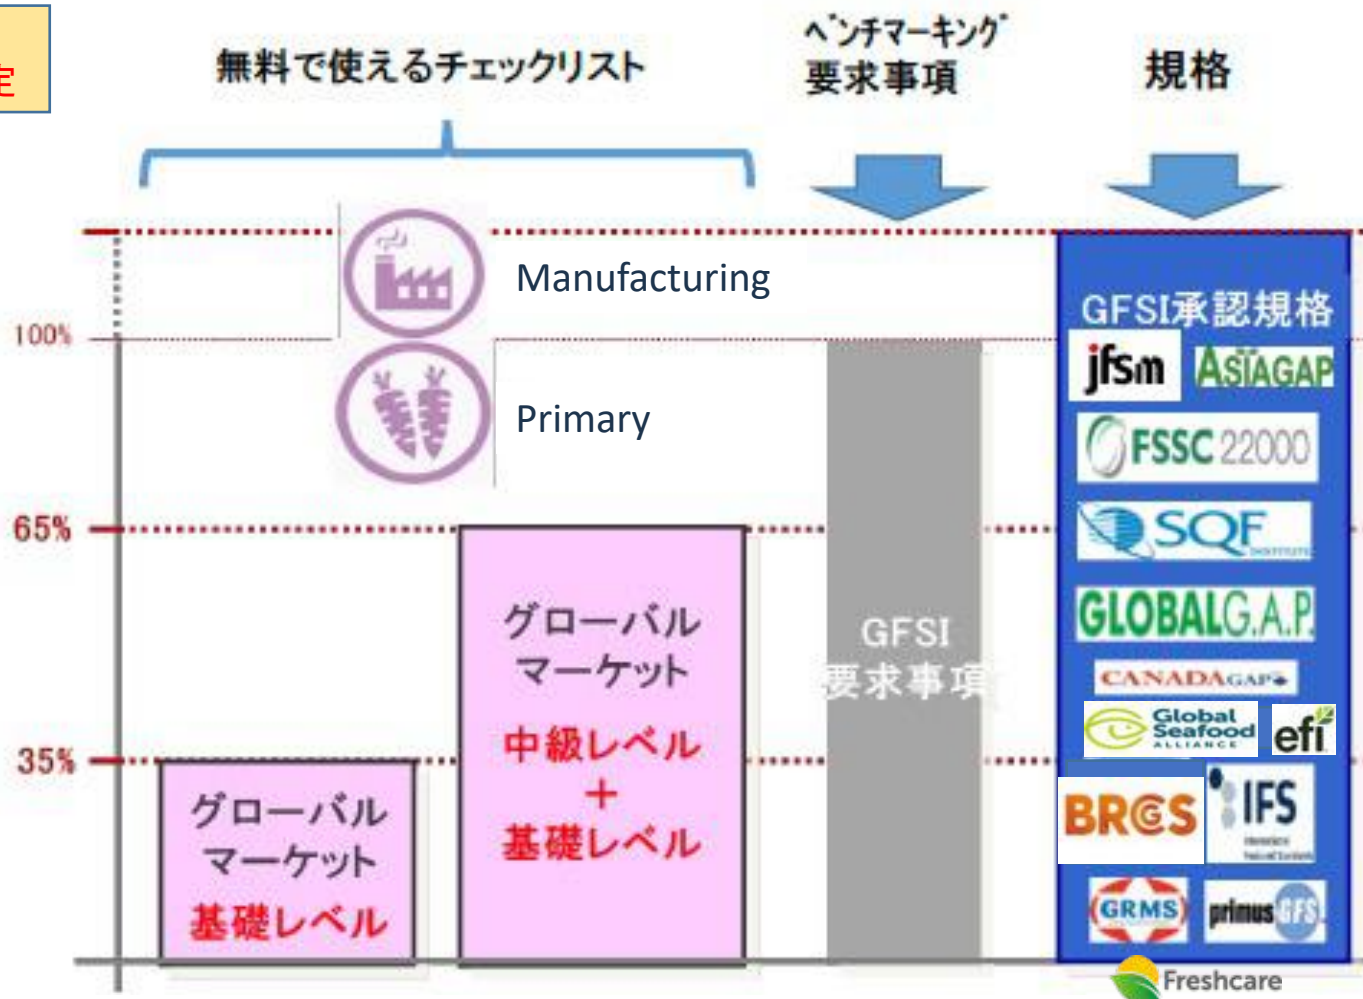 定
無料で使えるチェックリスト
ベンチマーキング
要求事項
規格
Manufacturing
100%
GFSI承認規格
jfsm
ASIAGAP
Primary
FSSC 22000
65%
SQF
INSTITUTE
グローバル
マーケット
中級レベル
+
基礎レベル
GFSI
要求事項
GLOBALG.A.P.
CANADAGAP
Global
Seafood
ALLIANCE
efi
35%
グローバル
マーケット
基礎レベル
BRCGS
IFS
GRMS
primusGFS
Freshcare